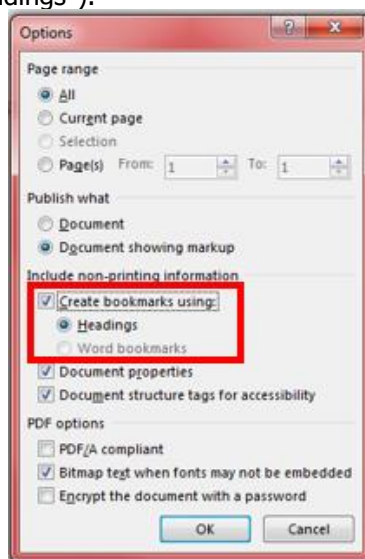 dings ).
Options
Page range
All
Current page
Selection
Page(s) From: 1 To: 1
Publish what
Document
Document showing markup
Include non-printing information
Create bookmarks using:
Headings
Word bookmarks
Document properties
Document structure tags for accessibility
PDF options
PDF/A compliant
Bitmap text when fonts may not be embedded
Encrypt the document with a password
OK Cancel